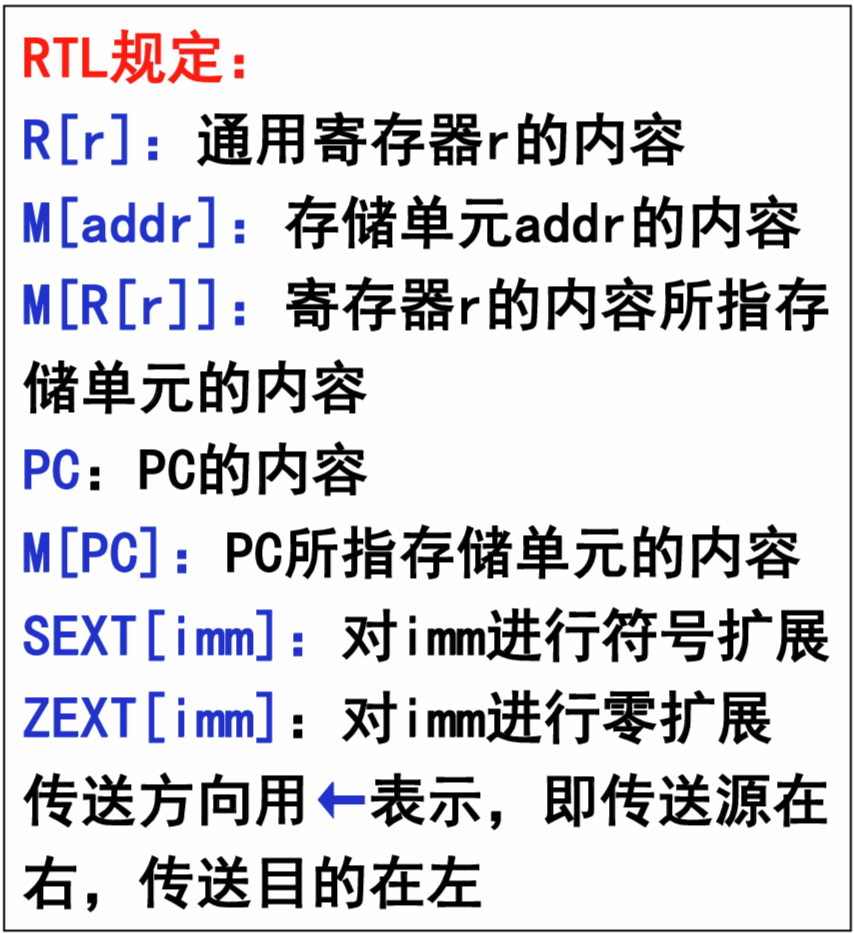 RTL规定：
R[r]：通用寄存器r的内容
M[addr]：存储单元addr的内容
M[R[r]]：寄存器r的内容所指存
储单元的内容
PC：PC的内容
M[PC]：PC所指存储单元的内容
SEXT[imm]：对imm进行符号扩展
ZEXT[imm]：对imm进行零扩展
传送方向用←表示，即传送源在
右，传送目的在左